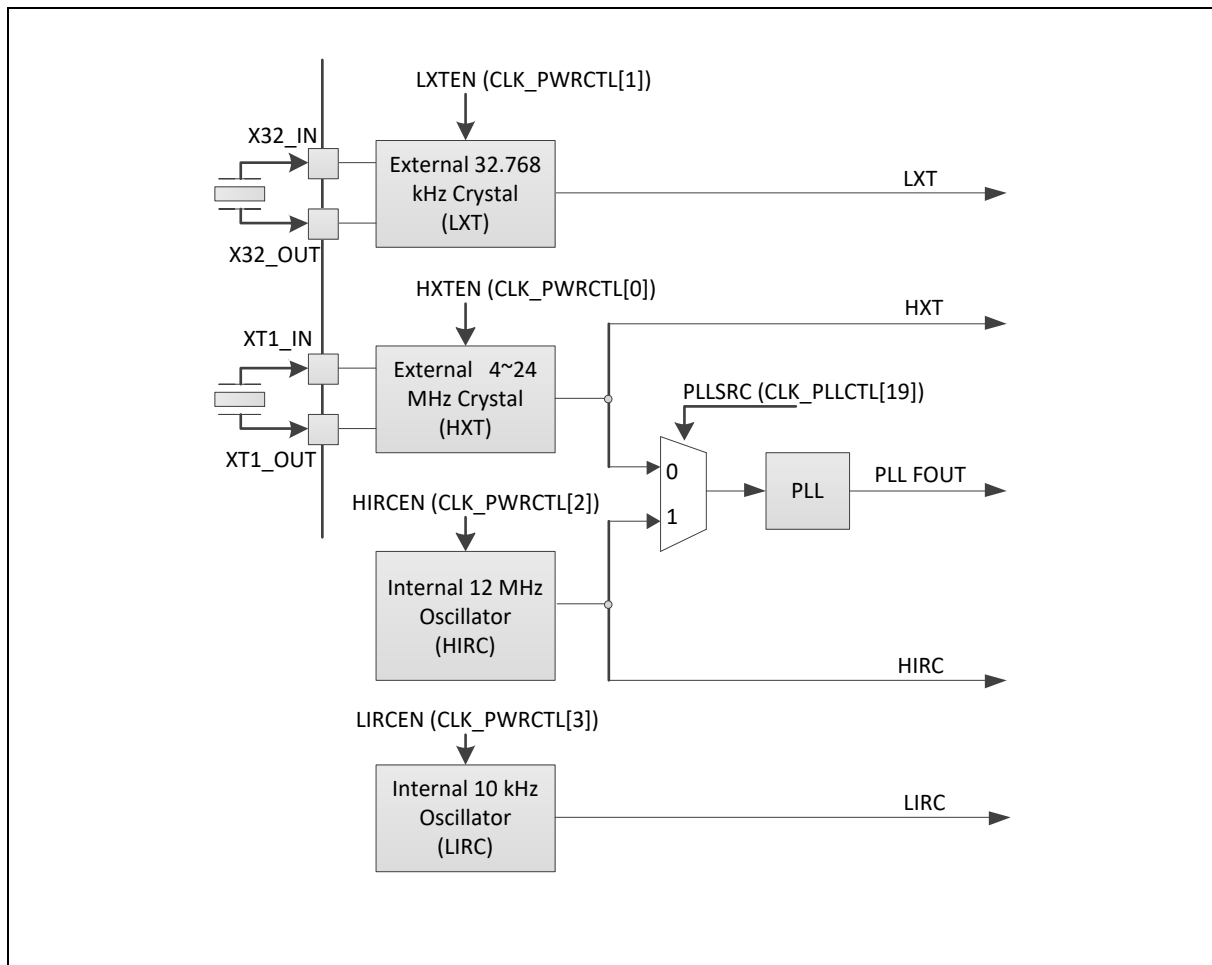 LXTEN (CLK_PWRCTL[1])
X32_IN
External 32.768
kHz Crystal
(LXT)
LXT
X32_OUT
HXTEN (CLK_PWRCTL[0])
HXT
XT1_IN
External 4~24
MHz Crystal
(HXT)
PLLSRC (CLK_PLLCTL[19])
XT1_OUT
0
PLL
PLL FOUT
1
HIRCEN (CLK_PWRCTL[2])
Internal 12 MHz
Oscillator
(HIRC)
HIRC
LIRCEN (CLK_PWRCTL[3])
Internal 10 kHz
Oscillator
(LIRC)
LIRC